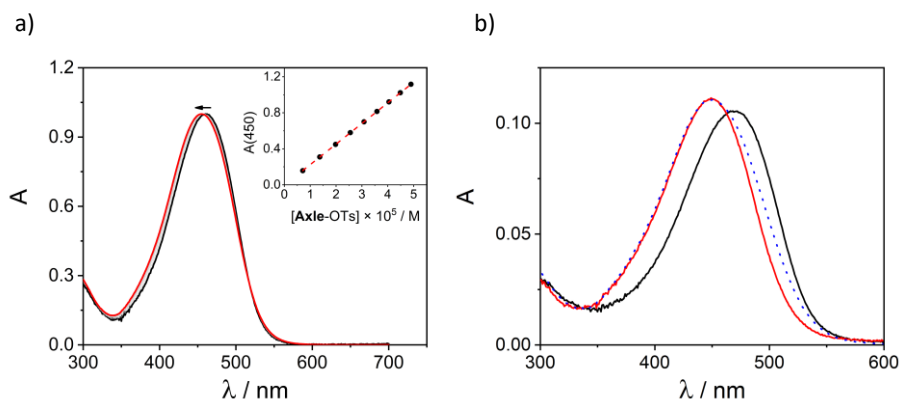 a)
A
1.2
0.9
0.6
0.3
0.0
300 400 500 600 700
λ / nm
A(450)
1.2
0.8
0.4
0.0
0 1 2 3 4 5
[Axle-OTs] × 10⁵ / M
b)
A
0.10
0.05
0.00
300 400 500 600
λ / nm